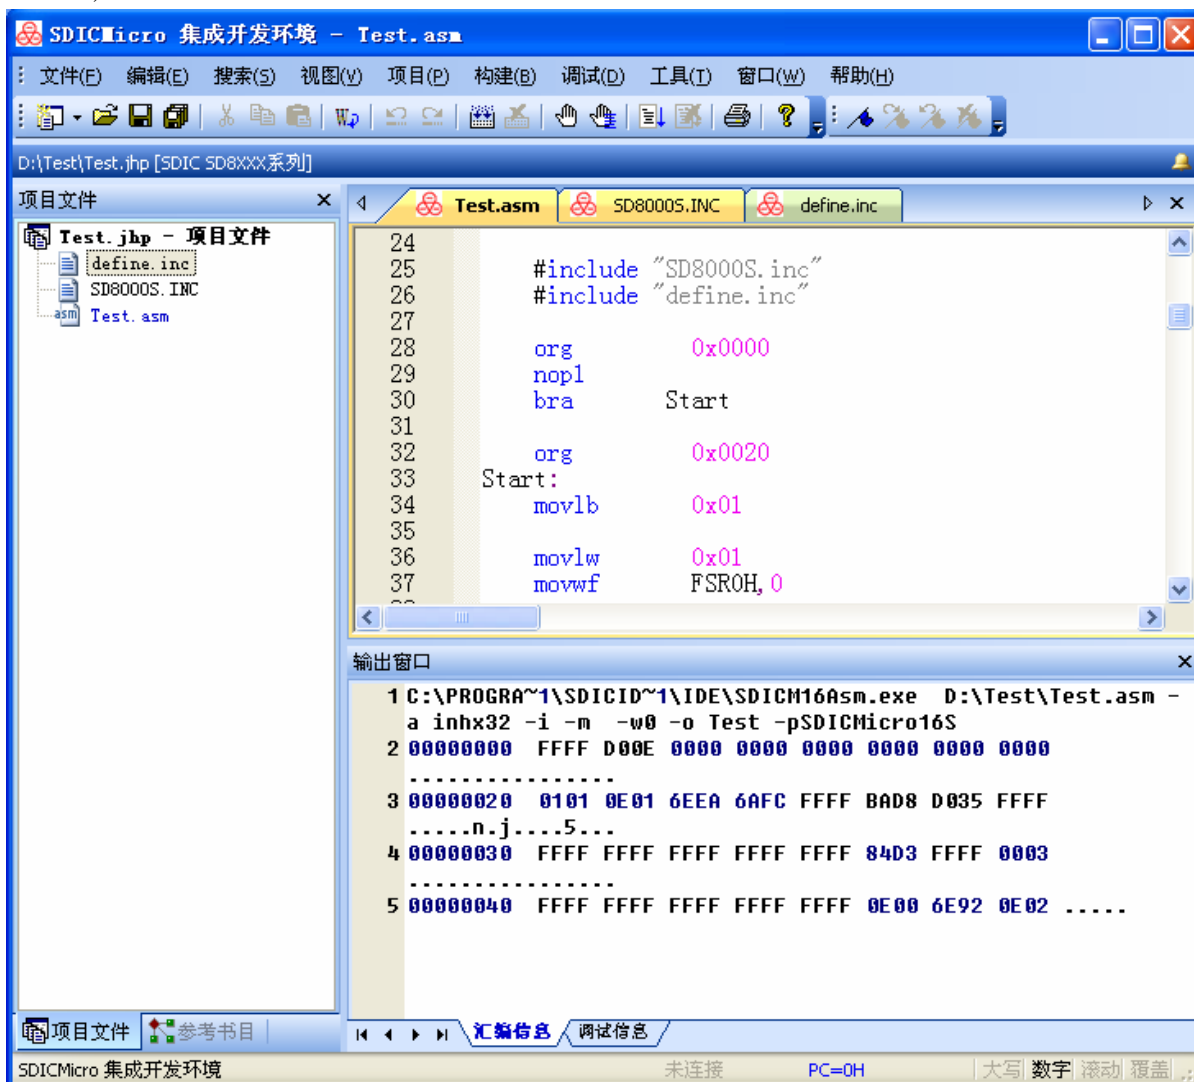 SDICMicro 集成开发环境 - Test.asm
文件(F) 编辑(E) 搜索(S) 视图(V) 项目(P) 构建(B) 调试(D) 工具(T) 窗口(W) 帮助(H)
D:\Test\Test.jhp [SDIC SD8XXX系列]
项目文件
Test.jhp - 项目文件
define.inc
SD8000S.INC
asm Test.asm
项目文件 参考书目
Test.asm SD8000S.INC define.inc
24
25 #include "SD8000S.inc"
26 #include "define.inc"
27
28 org 0x0000
29 nop1
30 bra Start
31
32 org 0x0020
33 Start:
34 movlb 0x01
35
36 movlw 0x01
37 movwf FSR0H,0
输出窗口
1 C:\PROGRA~1\SDICID~1\IDE\SDICM16Asm.exe D:\Test\Test.asm -
a inhx32 -i -m -w0 -o Test -pSDICMicro16S
2 00000000 FFFF D00E 0000 0000 0000 0000 0000 0000
................
3 00000020 0101 0E01 6EEA 6AFC FFFF BAD8 D035 FFFF
.....n.j....5...
4 00000030 FFFF FFFF FFFF FFFF FFFF 84D3 FFFF 0003
................
5 00000040 FFFF FFFF FFFF FFFF FFFF 0E00 6E92 0E02 .....
汇编信息 调试信息
SDICMicro 集成开发环境 未连接 PC=0H 大写 数字 滚动 覆盖